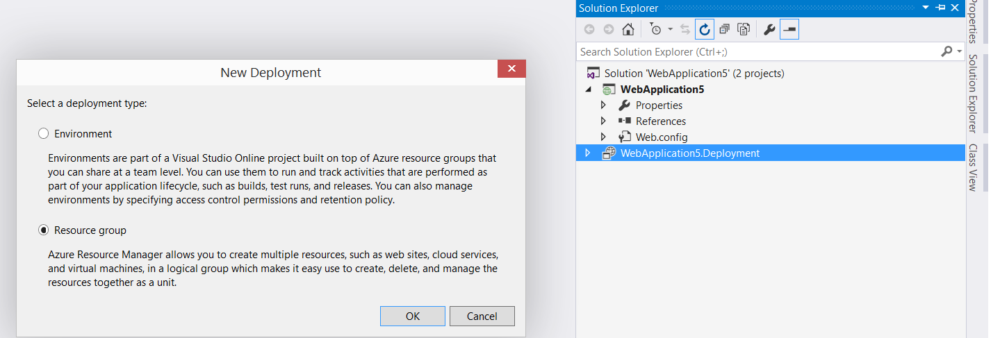 New Deployment
Select a deployment type:
Environment
Environments are part of a Visual Studio Online project built on top of Azure resource groups that
you can share at a team level. You can use them to run and track activities that are performed as
part of your application lifecycle, such as builds, test runs, and releases. You can also manage
environments by specifying access control permissions and retention policy.
Resource group
Azure Resource Manager allows you to create multiple resources, such as web sites, cloud services,
and virtual machines, in a logical group which makes it easy use to create, delete, and manage the
resources together as a unit.
OK
Cancel
Solution Explorer
Search Solution Explorer (Ctrl+;)
Solution 'WebApplication5' (2 projects)
WebApplication5
Properties
References
Web.config
WebApplication5.Deployment
Properties
Solution Explorer
Class View